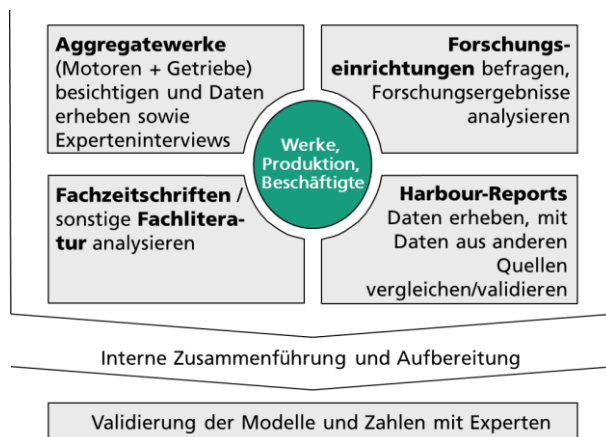 Aggregatewerke
(Motoren + Getriebe)
besichtigen und Daten
erheben sowie
Experteninterviews
Forschungs-
einrichtungen befragen,
Forschungsergebnisse
analysieren
Werke,
Produktion,
Beschäftigte
Fachzeitschriften /
sonstige Fachlitera-
tur analysieren
Harbour-Reports
Daten erheben, mit
Daten aus anderen
Quellen
vergleichen/validieren
Interne Zusammenführung und Aufbereitung
Validierung der Modelle und Zahlen mit Experten